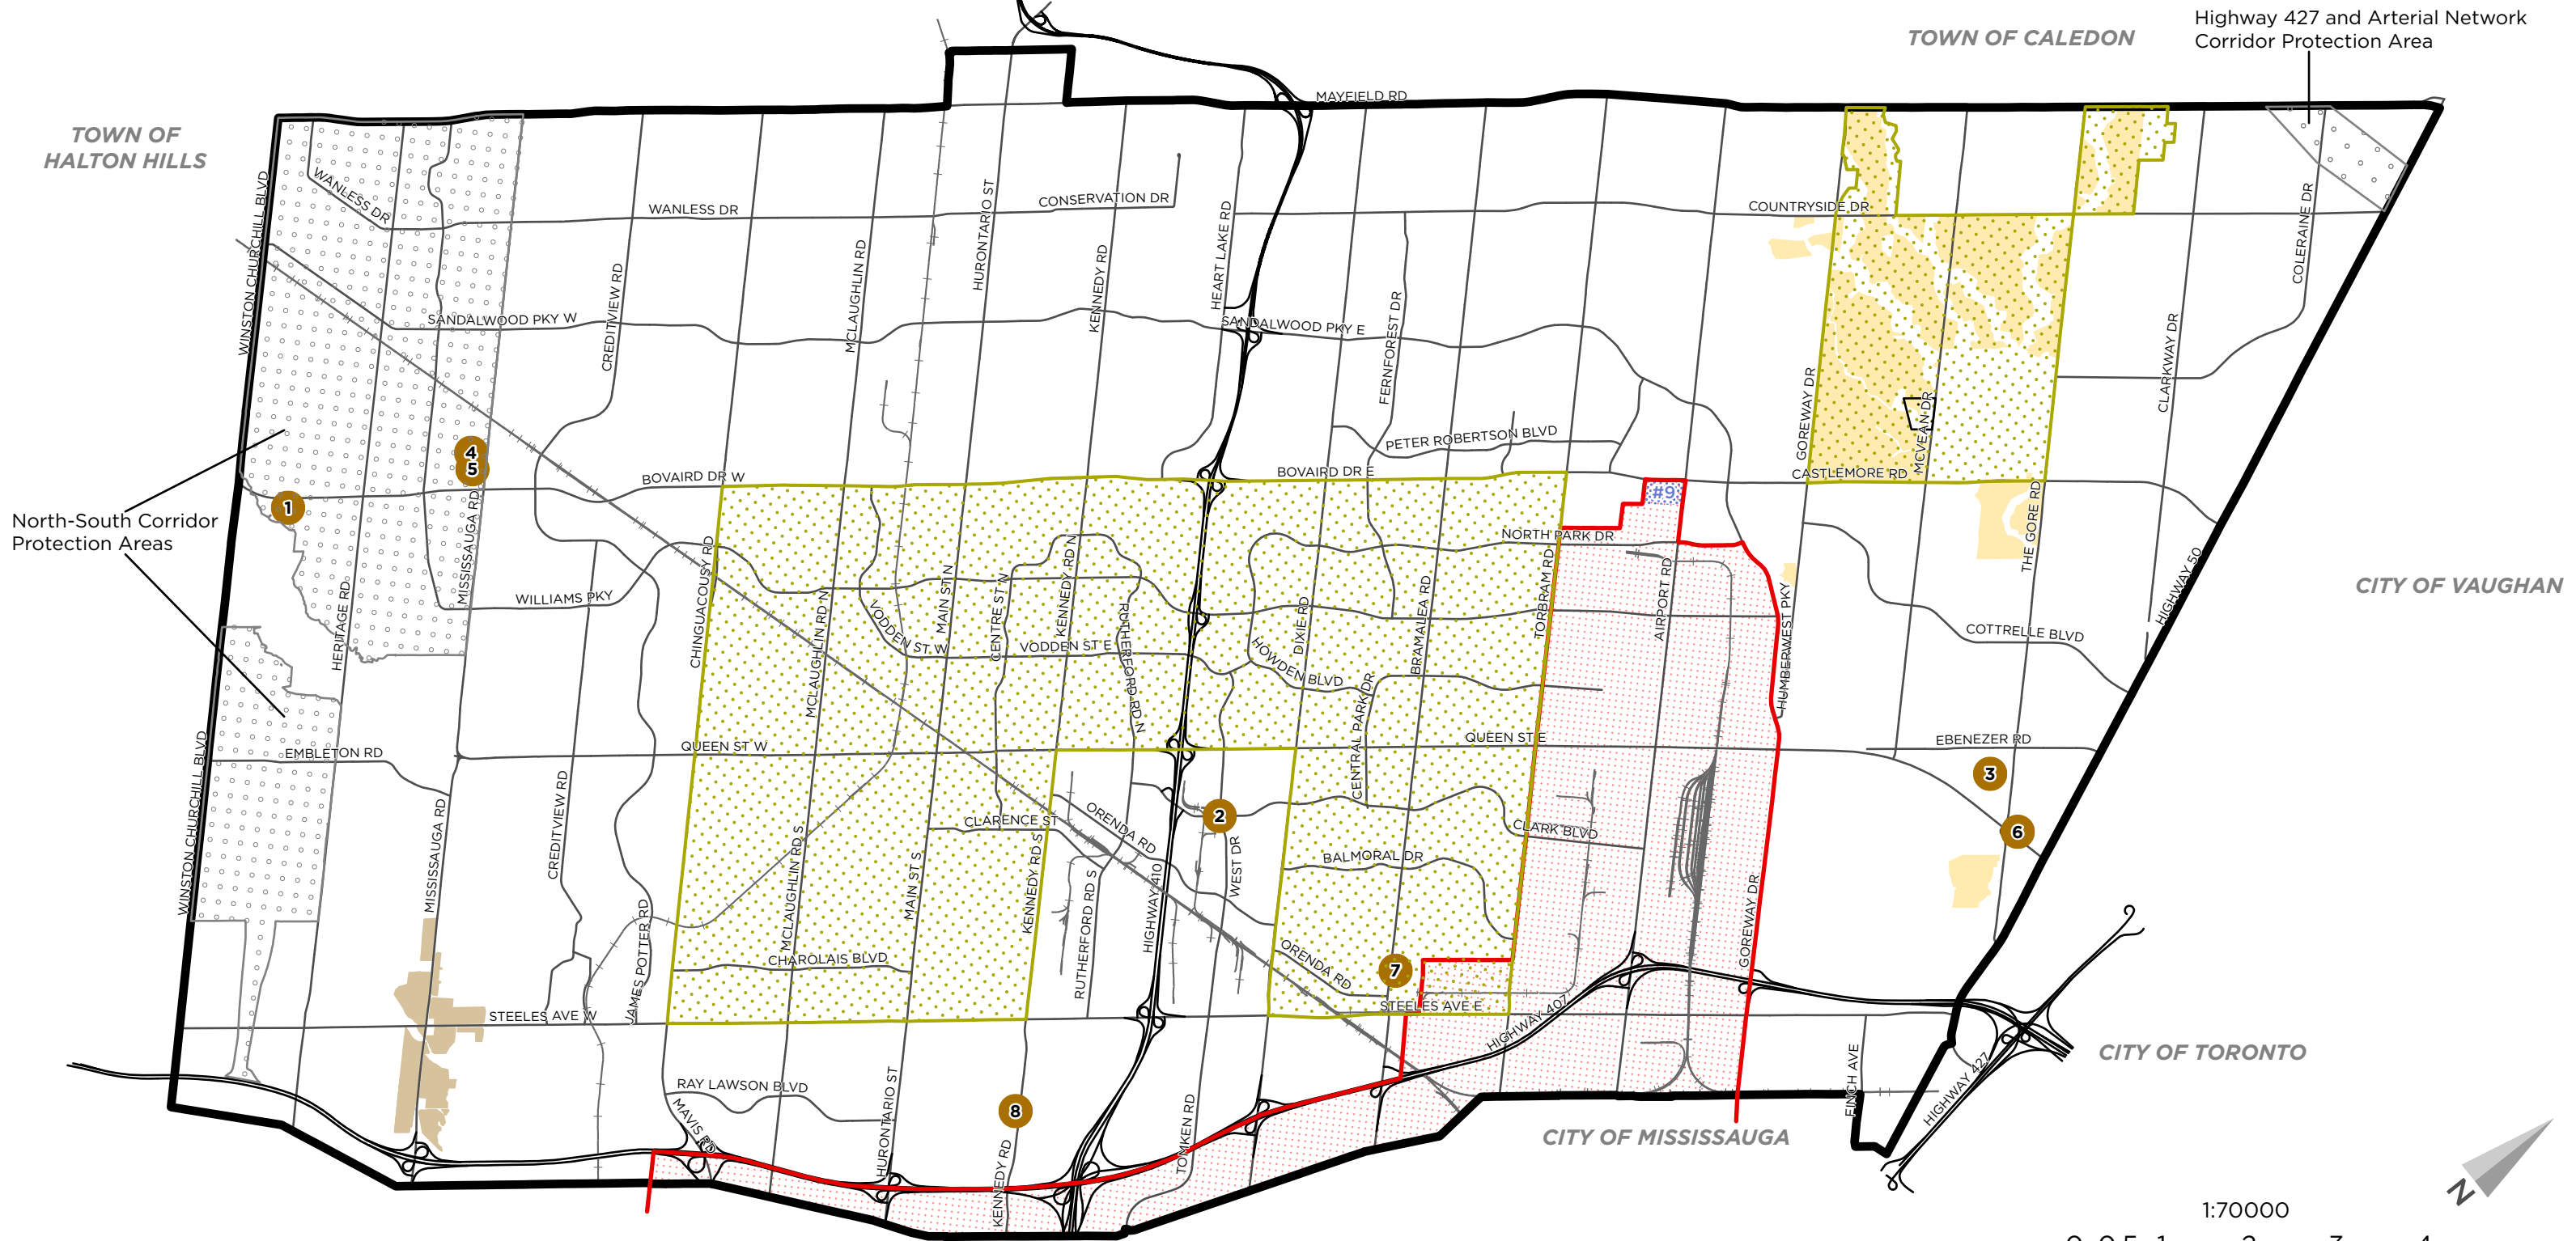 Highway 427 and Arterial Network
Corridor Protection Area
TOWN OF CALEDON
MAYFIELD RD
TOWN OF
HALTON HILLS
WINSTON CHURCHILL BLVD
WANLESS DR
WANLESS DR
CONSERVATION DR
COUNTRYSIDE DR
HURONTARIO ST
HEART LAKE RD
MCLAUGHLIN RD
KENNEDY RD
CREDITVIEW RD
COLERAINE DR
SANDALWOOD PKY W
SANDALWOOD PKY E
FERNFOREST DR
GOREWAY DR
CLARKWAY DR
MCVEAN DR
PETER ROBERTSON BLVD
4
5
BOVAIRD DR W
BOVAIRD DR E
CASTLEMORE RD
#9
1
North-South Corridor
Protection Areas
MISSISSAUGA RD
NORTH PARK DR
THE GORE RD
CHINGUACOUSY RD
HERITAGE RD
WILLIAMS PKY
MCLAUGHLIN RD N
VODDEN ST W
MAIN ST N
CENTRE ST N
KENNEDY RD N
RUTHERFORD RD N
VODDEN ST E
HOWDEN BLVD
DIXIE RD
BRAMALEA RD
TORBRAM RD
AIRPORT RD
HUMBERWEST PKY
CITY OF VAUGHAN
HIGHWAY 50
COTTRELLE BLVD
CENTRAL PARK DR
EMBLETON RD
QUEEN ST W
QUEEN ST E
EBENEZER RD
3
WINSTON CHURCHILL BLVD
MISSISSAUGA RD
CREDITVIEW RD
CLARENCE ST
ORENDA RD
2
CLARK BLVD
6
BALMORAL DR
WEST DR
JAMES POTTER RD
MCLAUGHLIN RD S
MAIN ST S
KENNEDY RD S
RUTHERFORD RD S
HIGHWAY 410
CHAROLAIS BLVD
ORENDA RD
7
GOREWAY DR
STEELES AVE W
STEELES AVE E
HIGHWAY 407
CITY OF TORONTO
FINCH AVE
HIGHWAY 427
RAY LAWSON BLVD
MAVIS RD
HURONTARIO ST
8
KENNEDY RD
TOMKEN RD
CITY OF MISSISSAUGA
N
1:70000
0 0.5 1 2 3 4